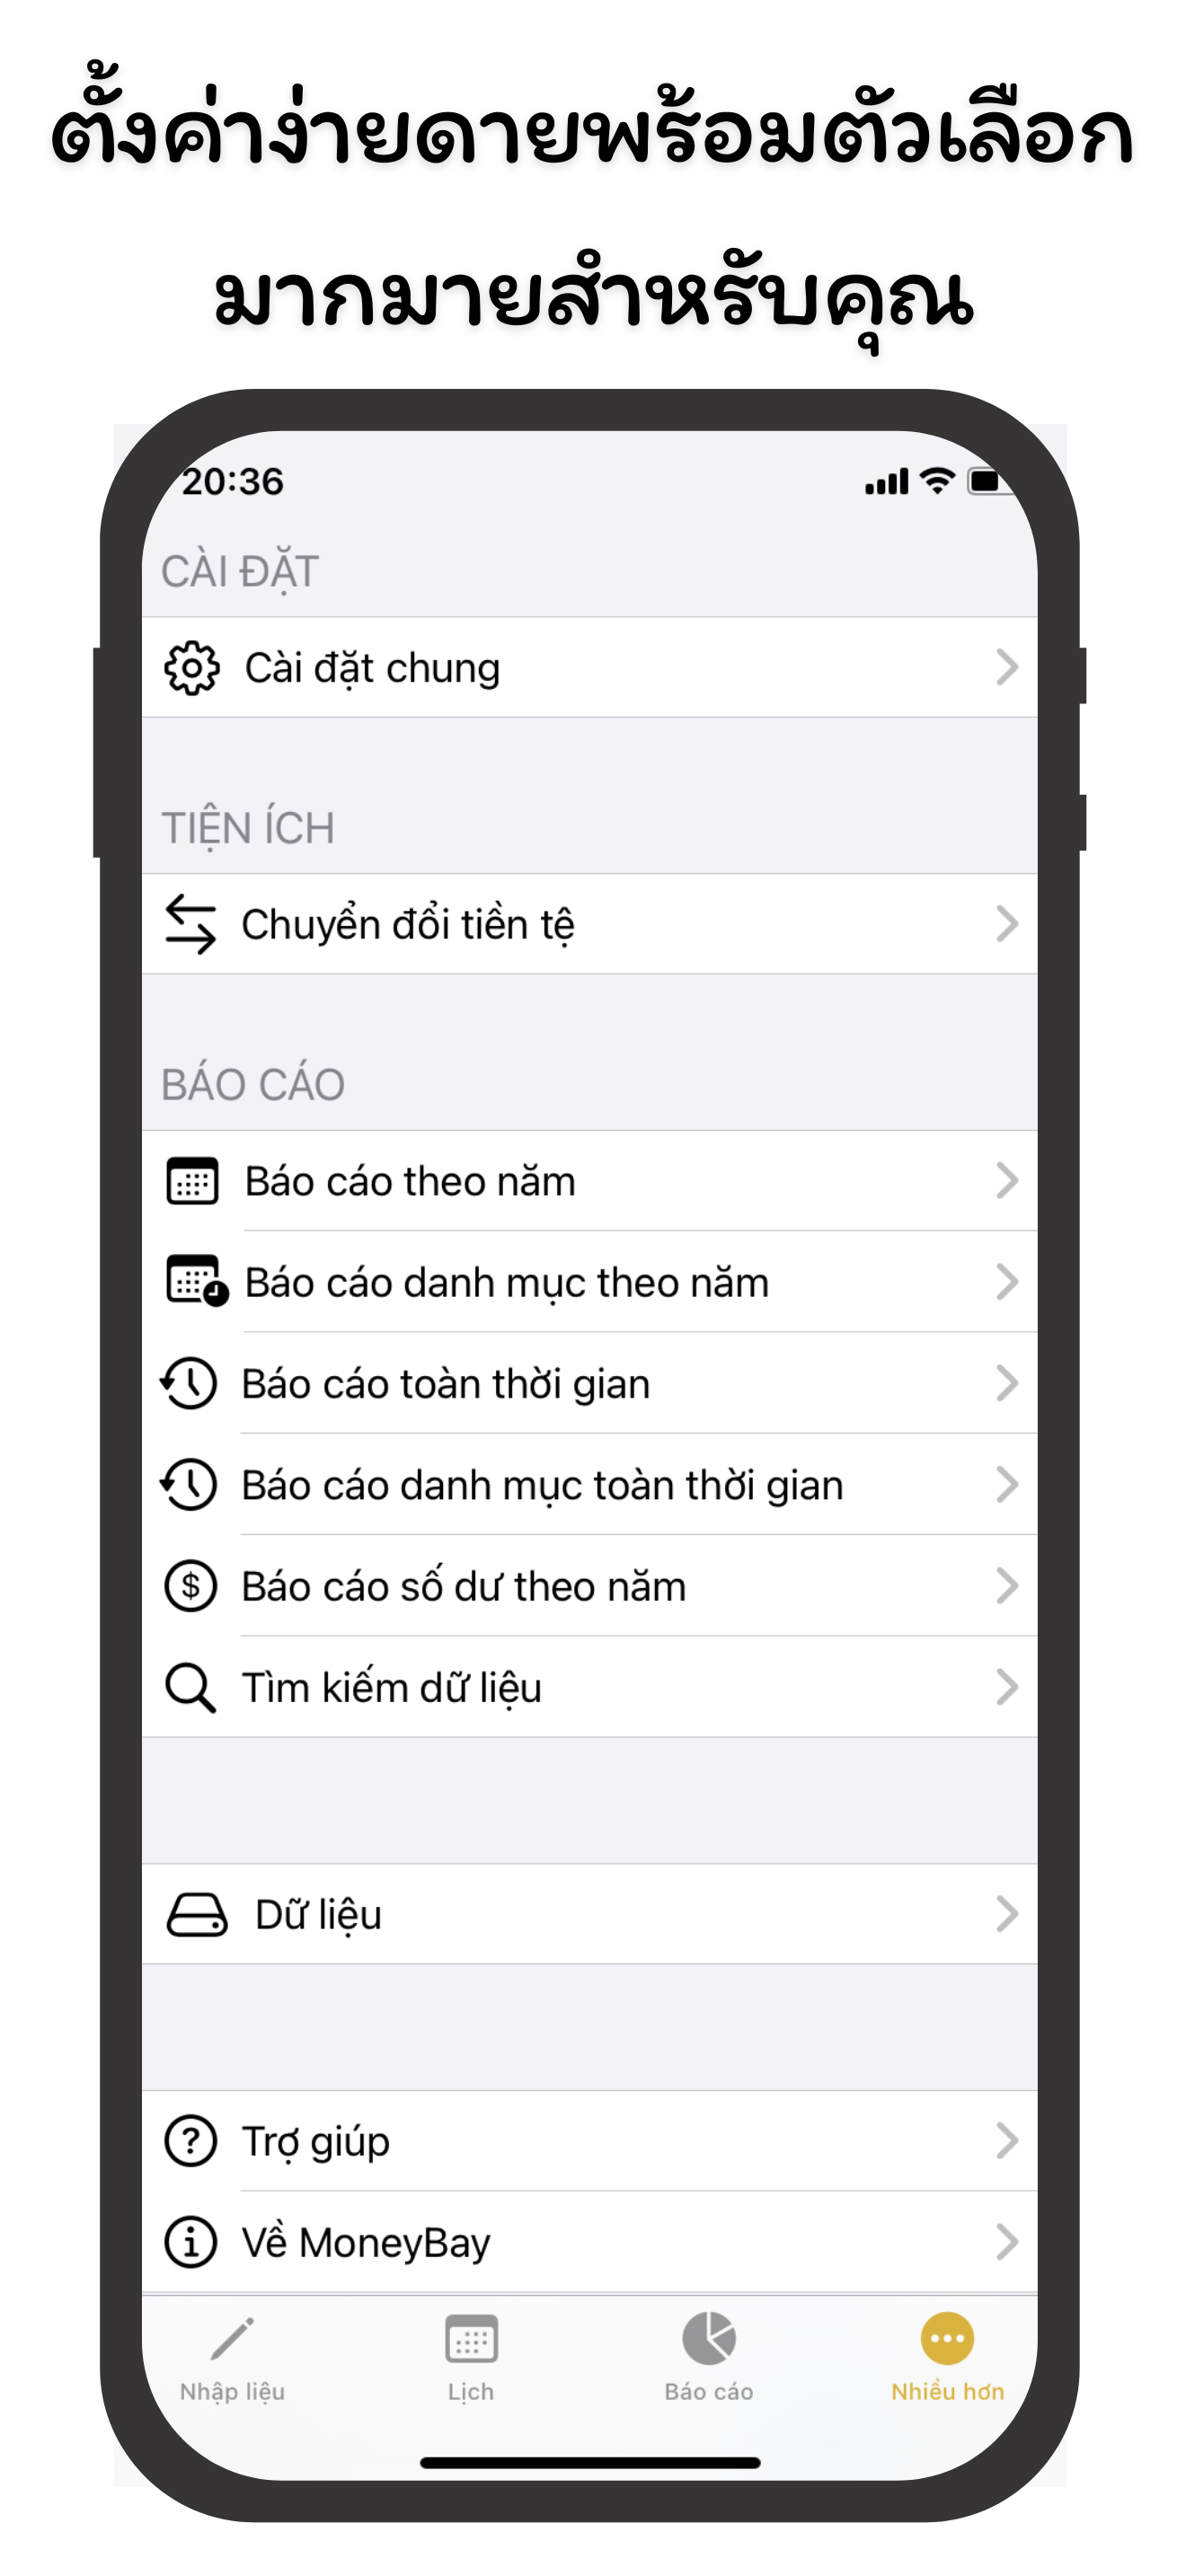 ตั้งค่าง่ายดายพร้อมตัวเลือก
มากมายสำหรับคุณ
20:36
CÀI ĐẶT
Cài đặt chung
TIỆN ÍCH
Chuyển đổi tiền tệ
BÁO CÁO
Báo cáo theo năm
Báo cáo danh mục theo năm
Báo cáo toàn thời gian
Báo cáo danh mục toàn thời gian
Báo cáo số dư theo năm
Tìm kiếm dữ liệu
Dữ liệu
Trợ giúp
Về MoneyBay
Nhập liệu
Lịch
Báo cáo
Nhiều hơn